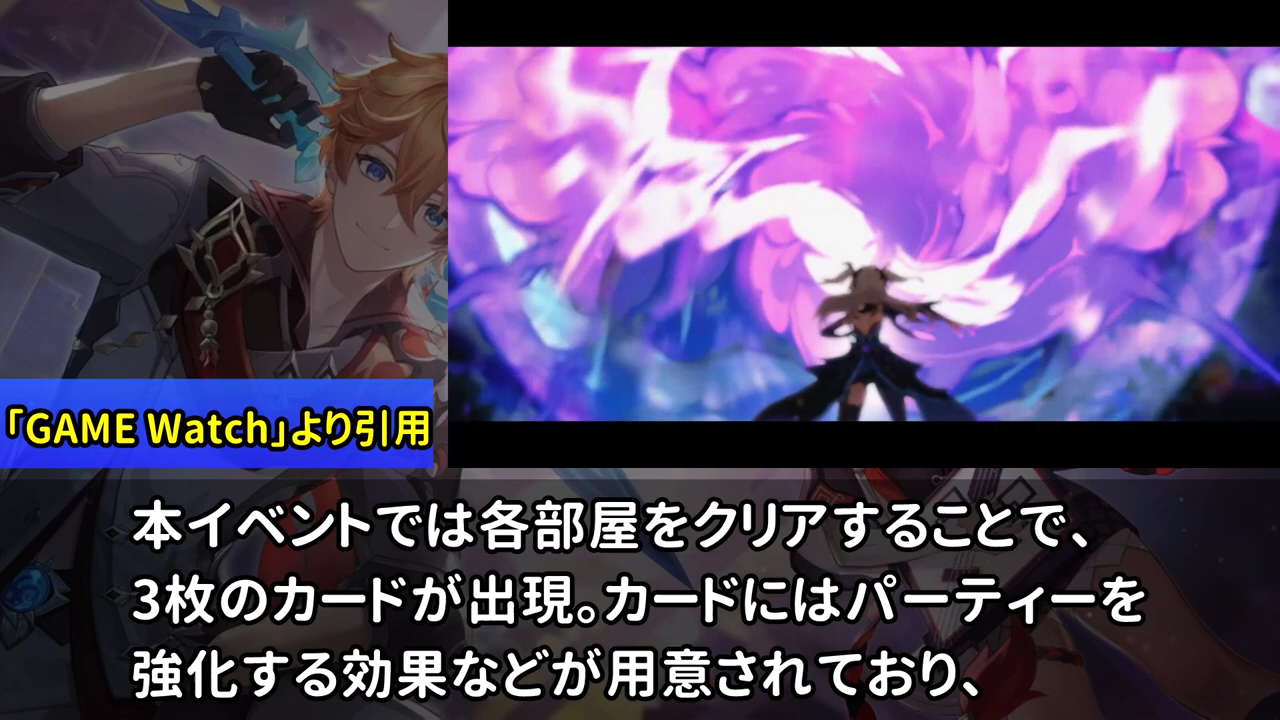 「GAME Watch」より引用
本イベントでは各部屋をクリアすることで、
3枚のカードが出現。カードにはパーティーを
強化する効果などが用意されており、